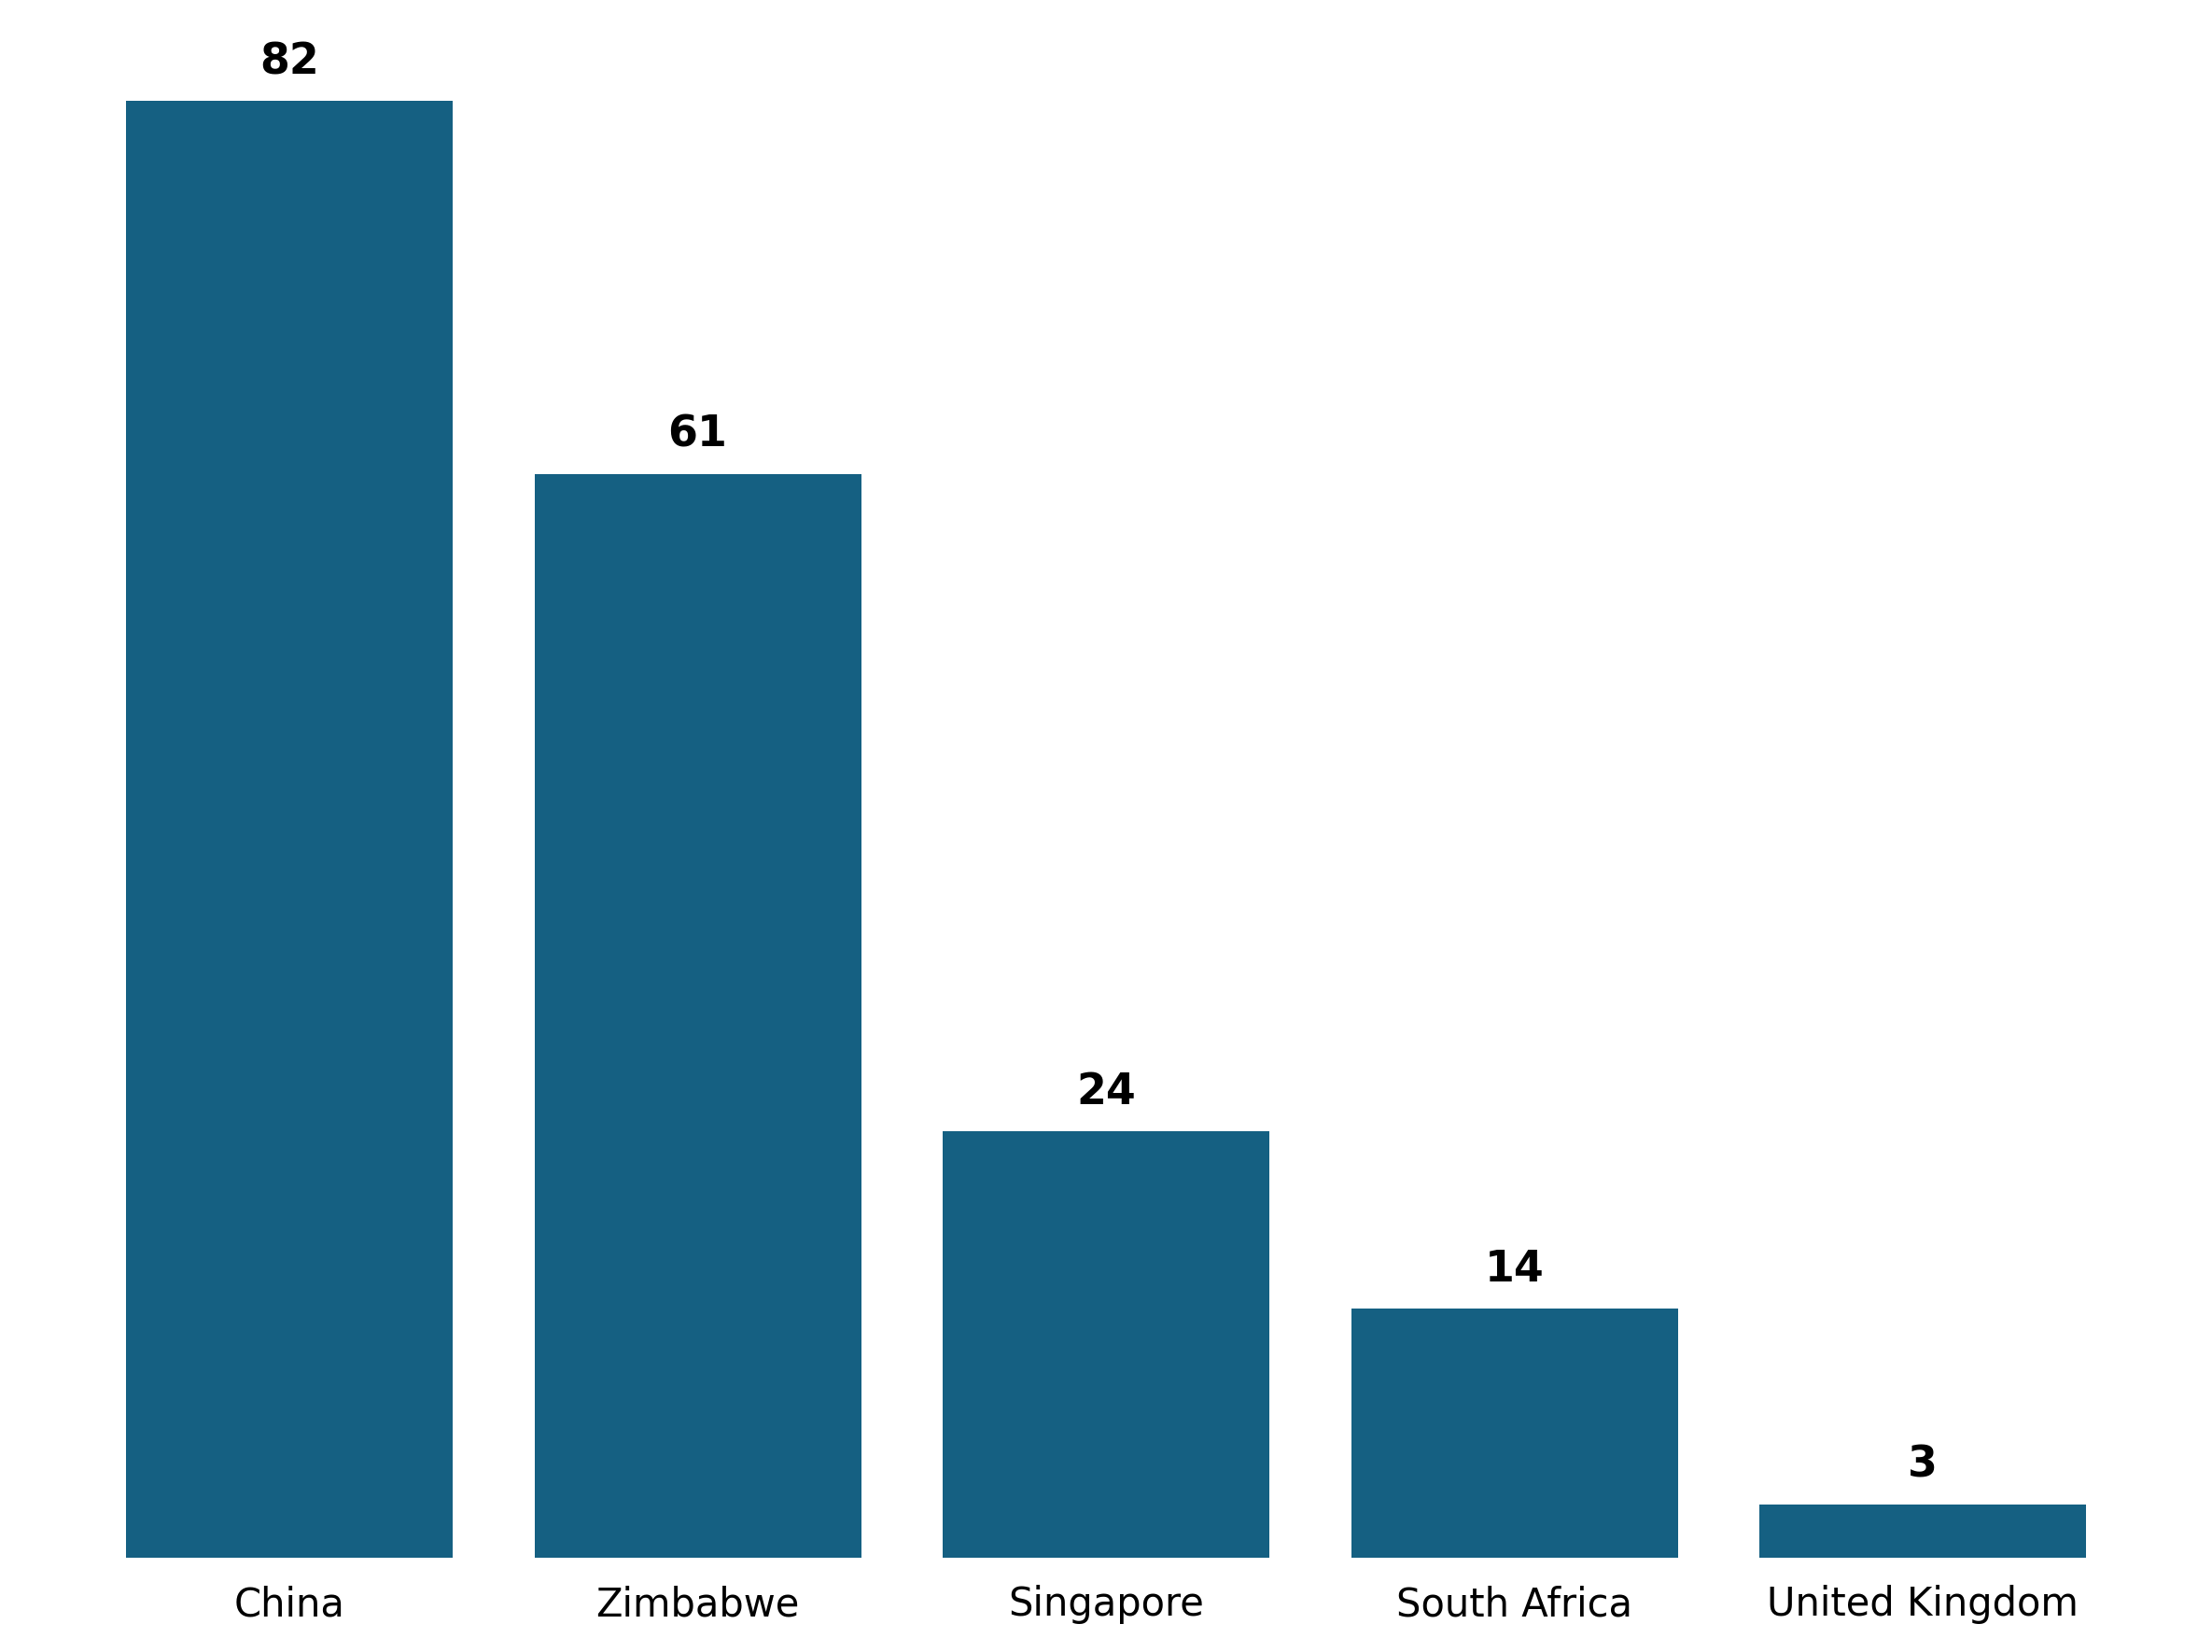 82
61
24
14
3
China
Zimbabwe
Singapore
South Africa
United Kingdom